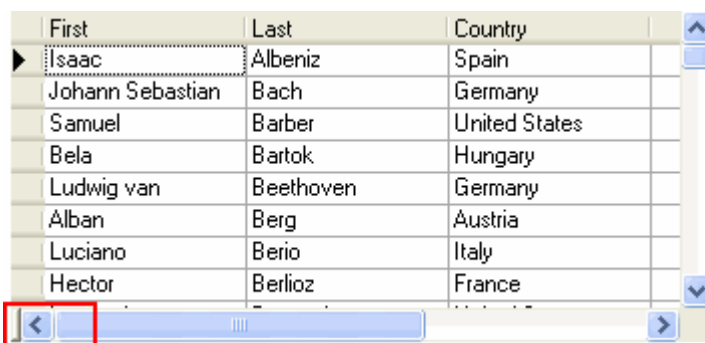 First Last Country
Isaac Albeniz Spain
Johann Sebastian Bach Germany
Samuel Barber United States
Bela Bartok Hungary
Ludwig van Beethoven Germany
Alban Berg Austria
Luciano Berio Italy
Hector Berlioz France